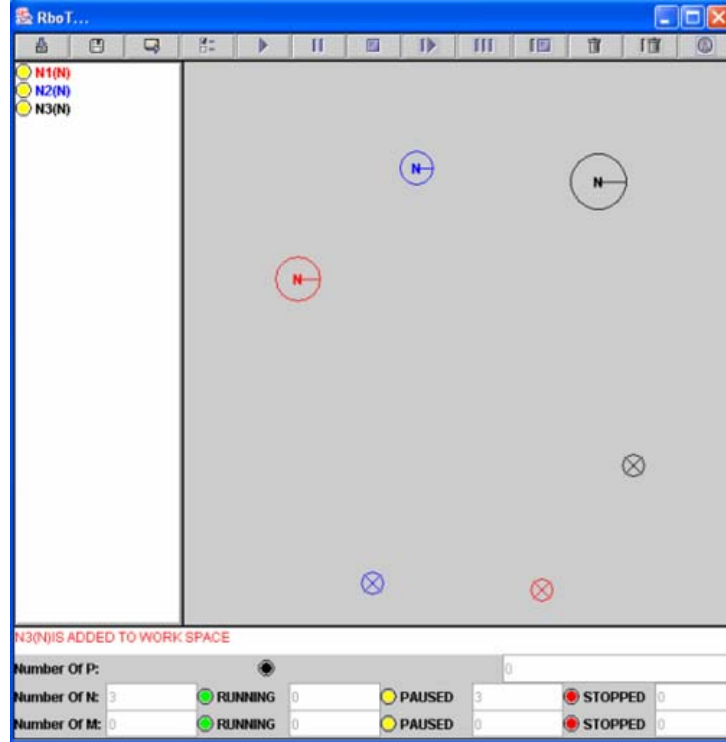 RboT...
N1(N)
N2(N)
N3(N)
N
N
N
N3(N)IS ADDED TO WORK SPACE
Number Of P: 0
Number Of N: 3 RUNNING 0 PAUSED 3 STOPPED 0
Number Of M: 0 RUNNING 0 PAUSED 0 STOPPED 0